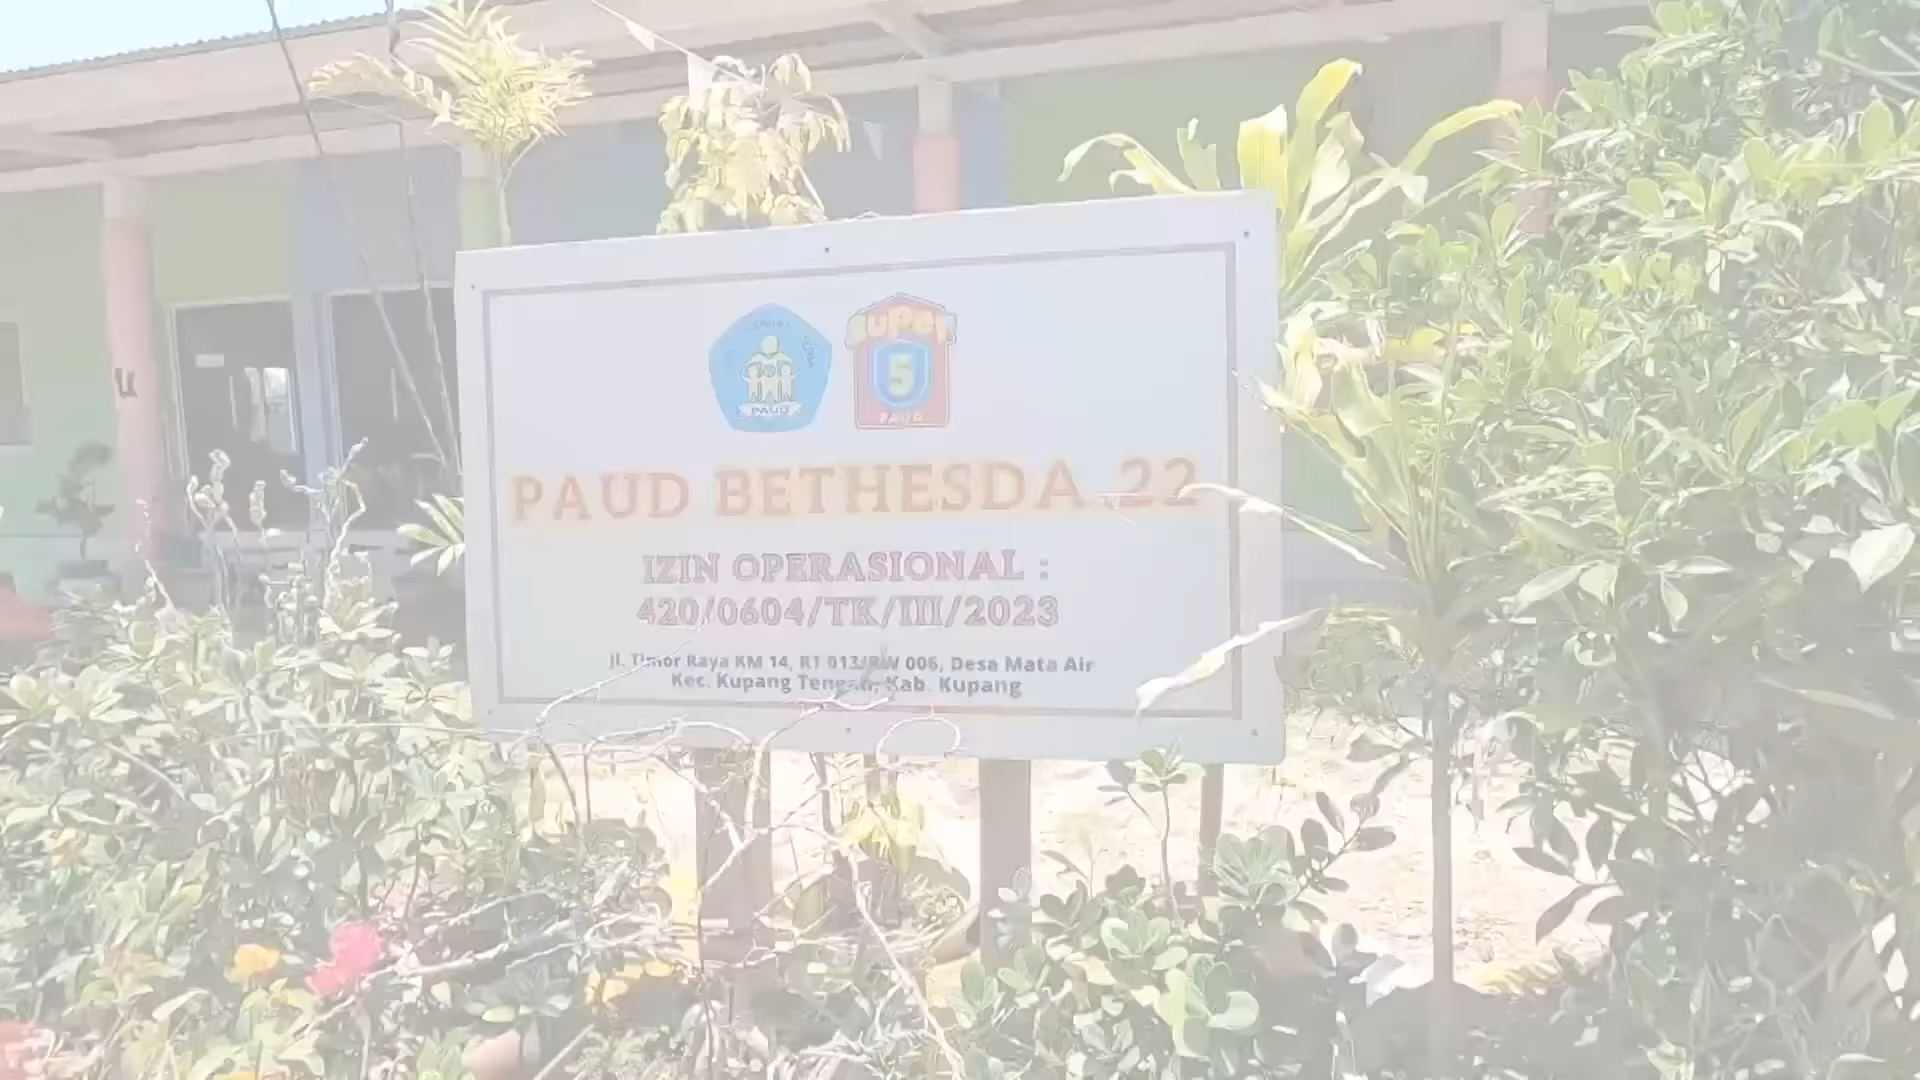 PAUD
SUPER
5
PAUD
PAUD BETHESDA 22
IZIN OPERASIONAL :
420/0604/TK/III/2023
Jl. Timor Raya KM 14, RT 013/RW 006, Desa Mata Air
Kec. Kupang Tengah, Kab. Kupang